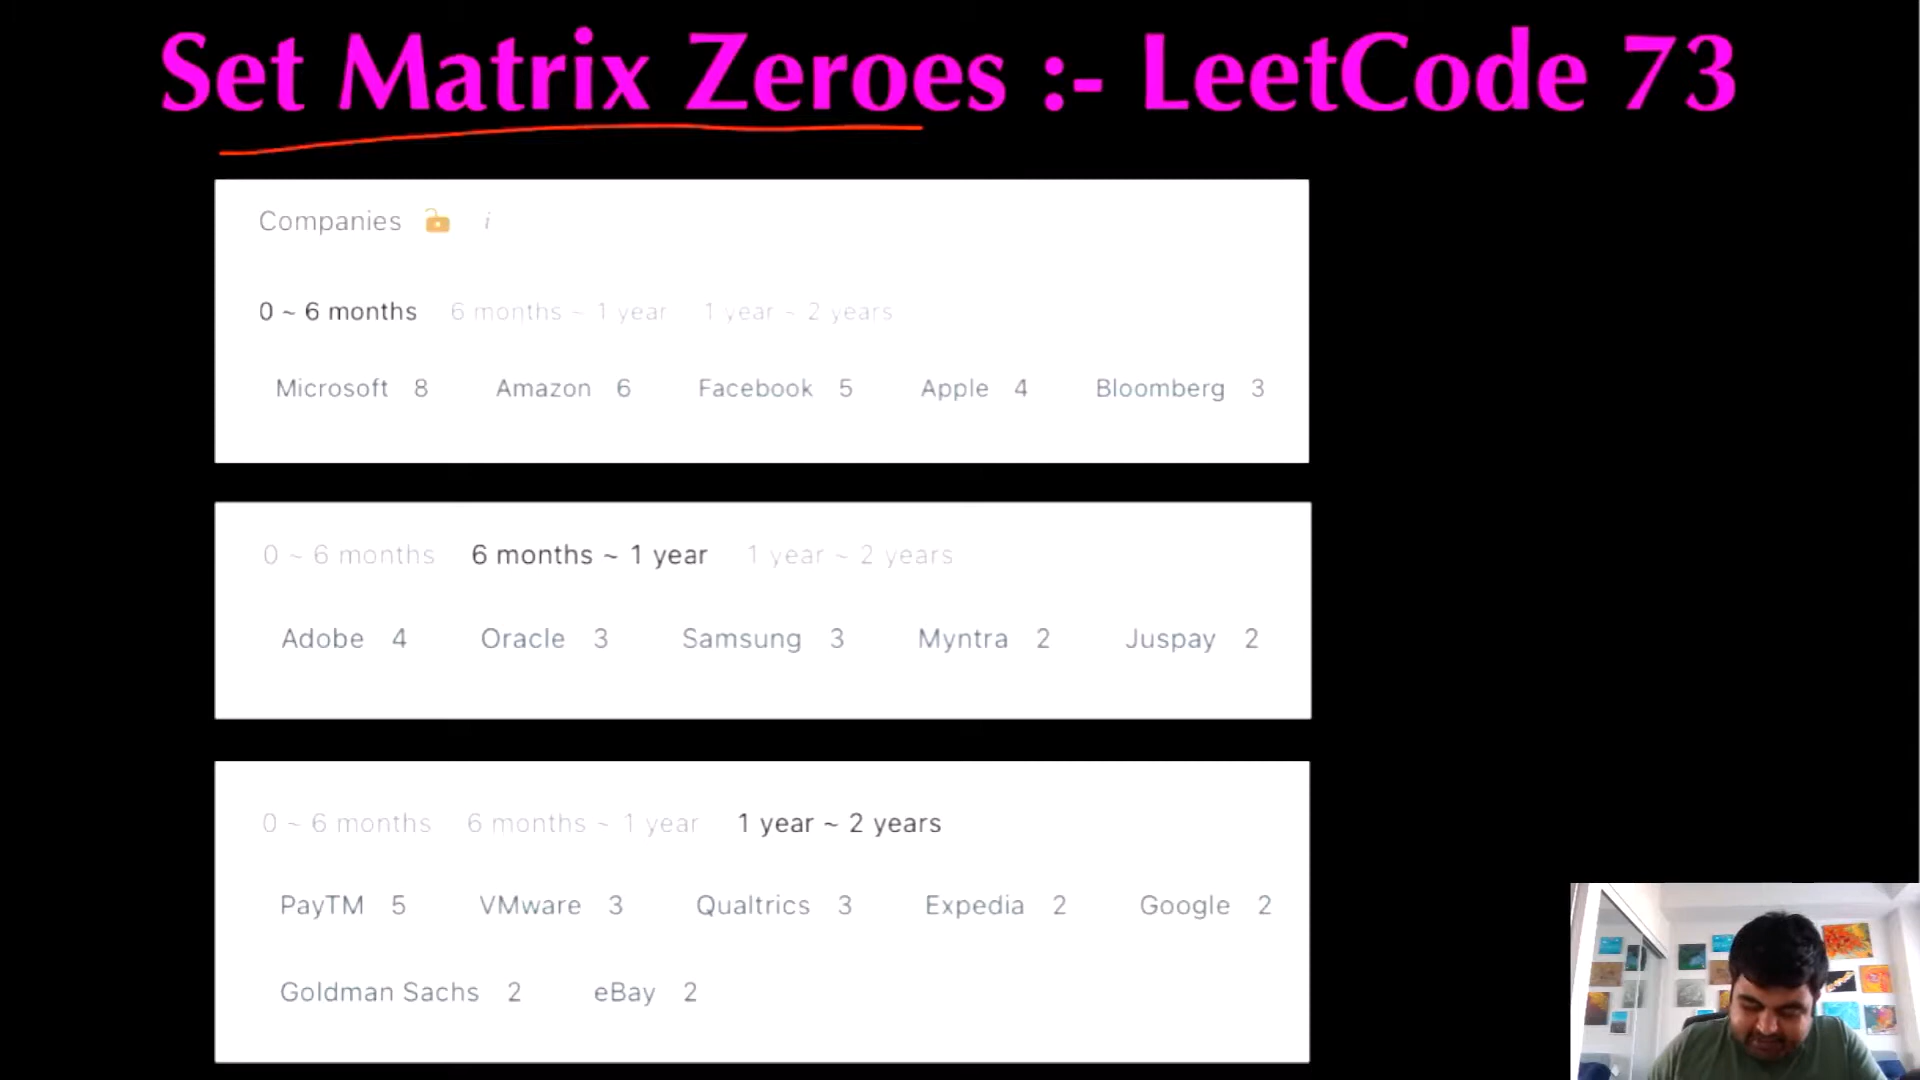 Set Matrix Zeroes :- LeetCode 73
Companies i
0 ~ 6 months 6 months ~ 1 year 1 year ~ 2 years
Microsoft 8 Amazon 6 Facebook 5 Apple 4 Bloomberg 3
0 ~ 6 months 6 months ~ 1 year 1 year ~ 2 years
Adobe 4 Oracle 3 Samsung 3 Myntra 2 Juspay 2
0 ~ 6 months 6 months ~ 1 year 1 year ~ 2 years
PayTM 5 VMware 3 Qualtrics 3 Expedia 2 Google 2
Goldman Sachs 2 eBay 2